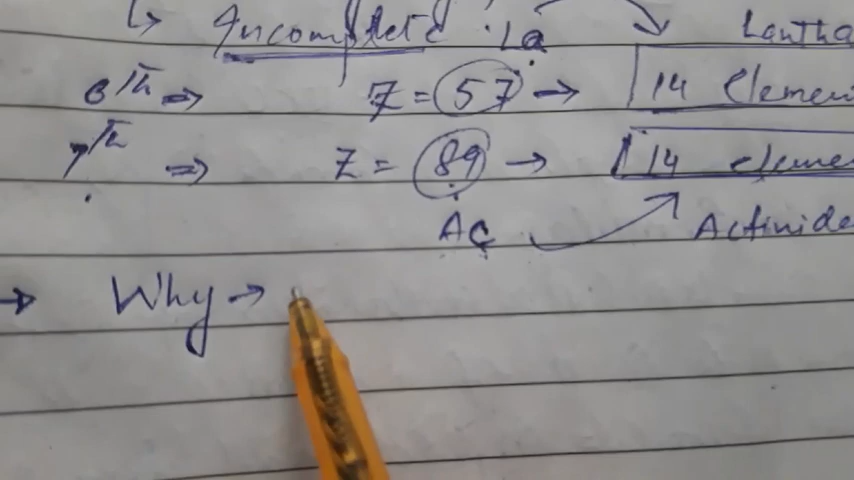 ↳ Incomplete La Lantha
6th ⇒ Z = 57 → 14 Elemen
7th ⇒ Z = 89 → 14 eleme
Ac Actinide
→ Why →